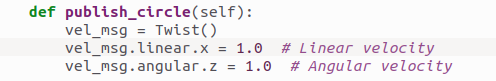 def publish_circle(self):
    vel_msg = Twist()
    vel_msg.linear.x = 1.0  # Linear velocity
    vel_msg.angular.z = 1.0  # Angular velocity